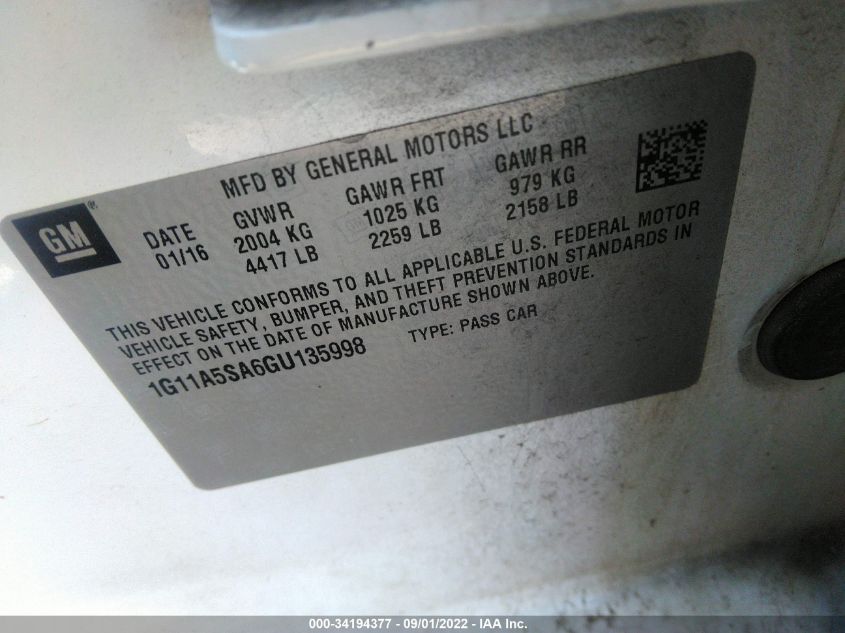 MFD BY GENERAL MOTORS LLC
GM®
DATE GVWR GAWR FRT GAWR RR
01/16 2004 KG 1025 KG 979 KG
4417 LB 2259 LB 2158 LB
THIS VEHICLE CONFORMS TO ALL APPLICABLE U.S. FEDERAL MOTOR
VEHICLE SAFETY, BUMPER, AND THEFT PREVENTION STANDARDS IN
EFFECT ON THE DATE OF MANUFACTURE SHOWN ABOVE.
1G11A5SA6GU135998 TYPE: PASS CAR
000-34194377 - 09/01/2022 - IAA Inc.